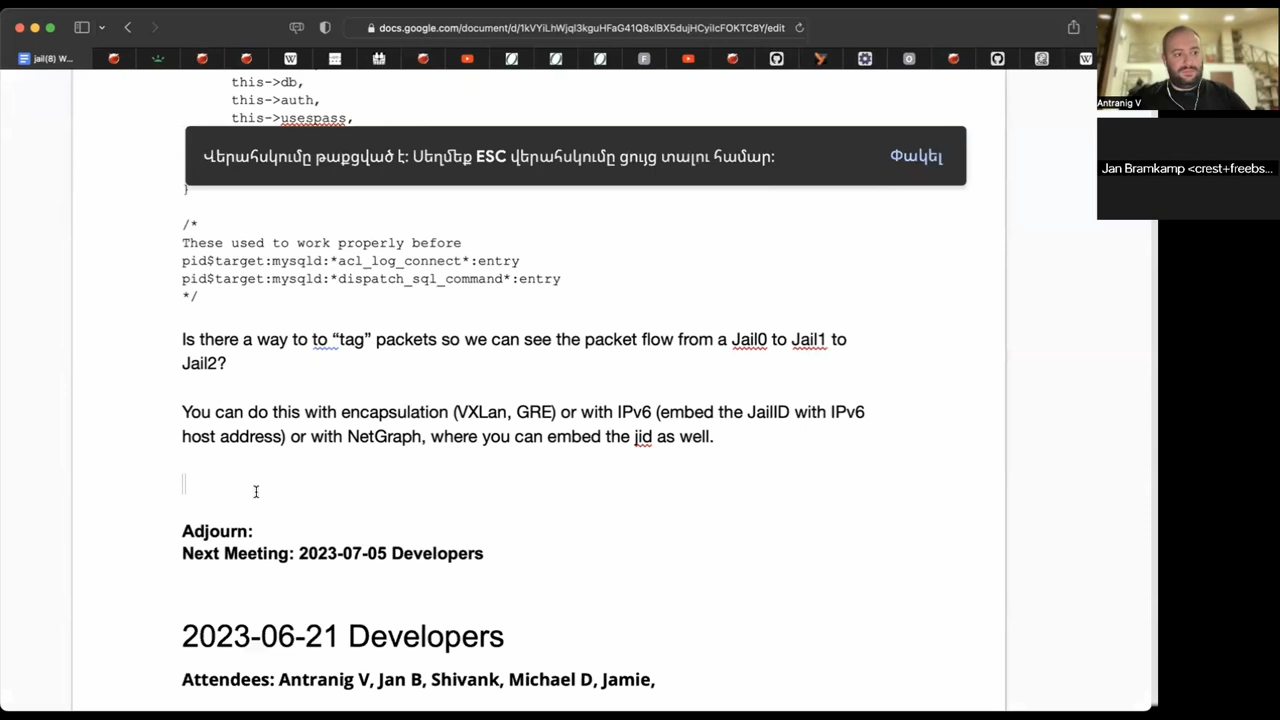 docs.google.com/document/d/1kVYiLhWjql3kguHFaG41Q8xlBX5dujHCyiIcFOKTC8Y/edit
jail(8) W...
this->db,
this->auth,
this->usespass,
Վերահսկումը թաքցված է: Սեղմեք ESC վերահսկումը ցույց տալու համար:
Փակել
}
/*
These used to work properly before
pid$target:mysqld:*acl_log_connect*:entry
pid$target:mysqld:*dispatch_sql_command*:entry
*/
Is there a way to to “tag” packets so we can see the packet flow from a Jail0 to Jail1 to
Jail2?
You can do this with encapsulation (VXLan, GRE) or with IPv6 (embed the JailID with IPv6
host address) or with NetGraph, where you can embed the jid as well.
Adjourn:
Next Meeting: 2023-07-05 Developers
2023-06-21 Developers
Attendees: Antranig V, Jan B, Shivank, Michael D, Jamie,
Antranig V
Jan Bramkamp <crest+freebs...